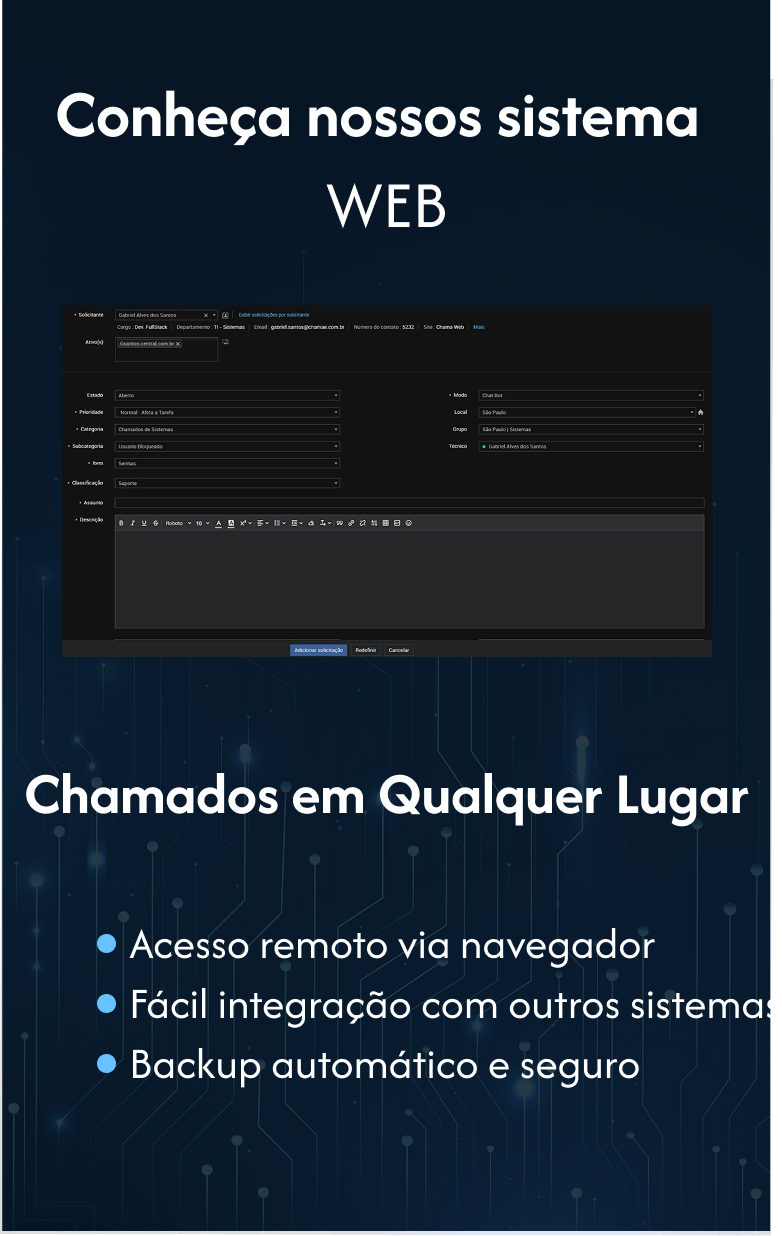 Conheça nossos sistema
WEB
Solicitante Gabriel Alves dos Santos Exibir solicitações por solicitante
Cargo : Dev. FullStack Departamento : TI - Sistemas Email : gabriel.santos@chamae.com.br Número do contato : 5232 Site : Chama Web Mais
Ativo(s) Gsantos.central.com.br
Estado Aberto Modo Chat Bot
Prioridade Normal - Afera a Tarefa Local São Paulo
Categoria Chamados de Sistemas Grupo São Paulo | Sistemas
Subcategoria Usuario Bloqueado Técnico Gabriel Alves dos Santos
Item Senhas
Classificação Suporte
Assunto
Descrição
B I U S Roboto 10 A A
Adicionar solicitação Redefinir Cancelar
Chamados em Qualquer Lugar
Acesso remoto via navegador
Fácil integração com outros sistemas
Backup automático e seguro